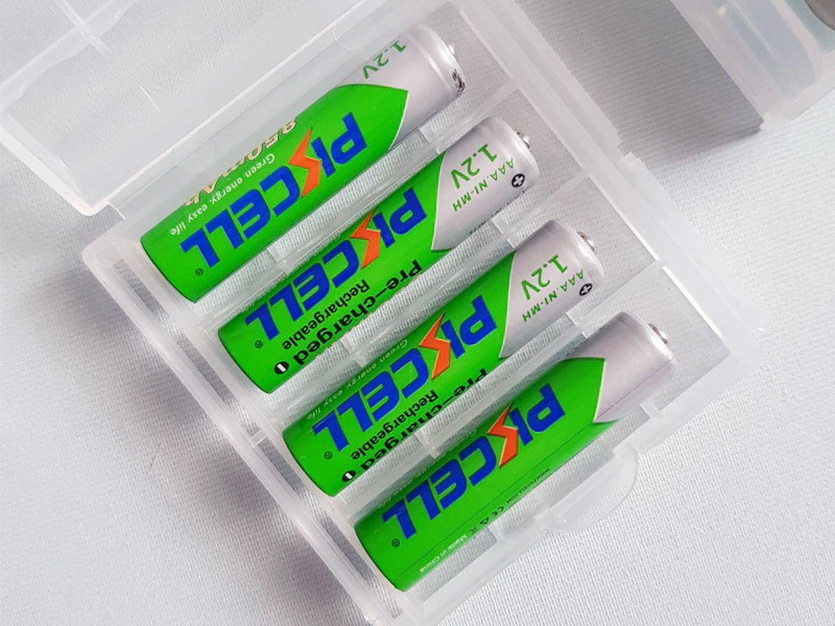 1.2V
850mAh
Green energy, easy life
PKCELL®
1.2V
AAA.NI-MH
PKCELL®
Pre-charged
Rechargeable
1.2V
AAA.NI-MH
Green energy, easy life
PKCELL®
Pre-charged
Rechargeable
PKCELL®
CE
Made in China